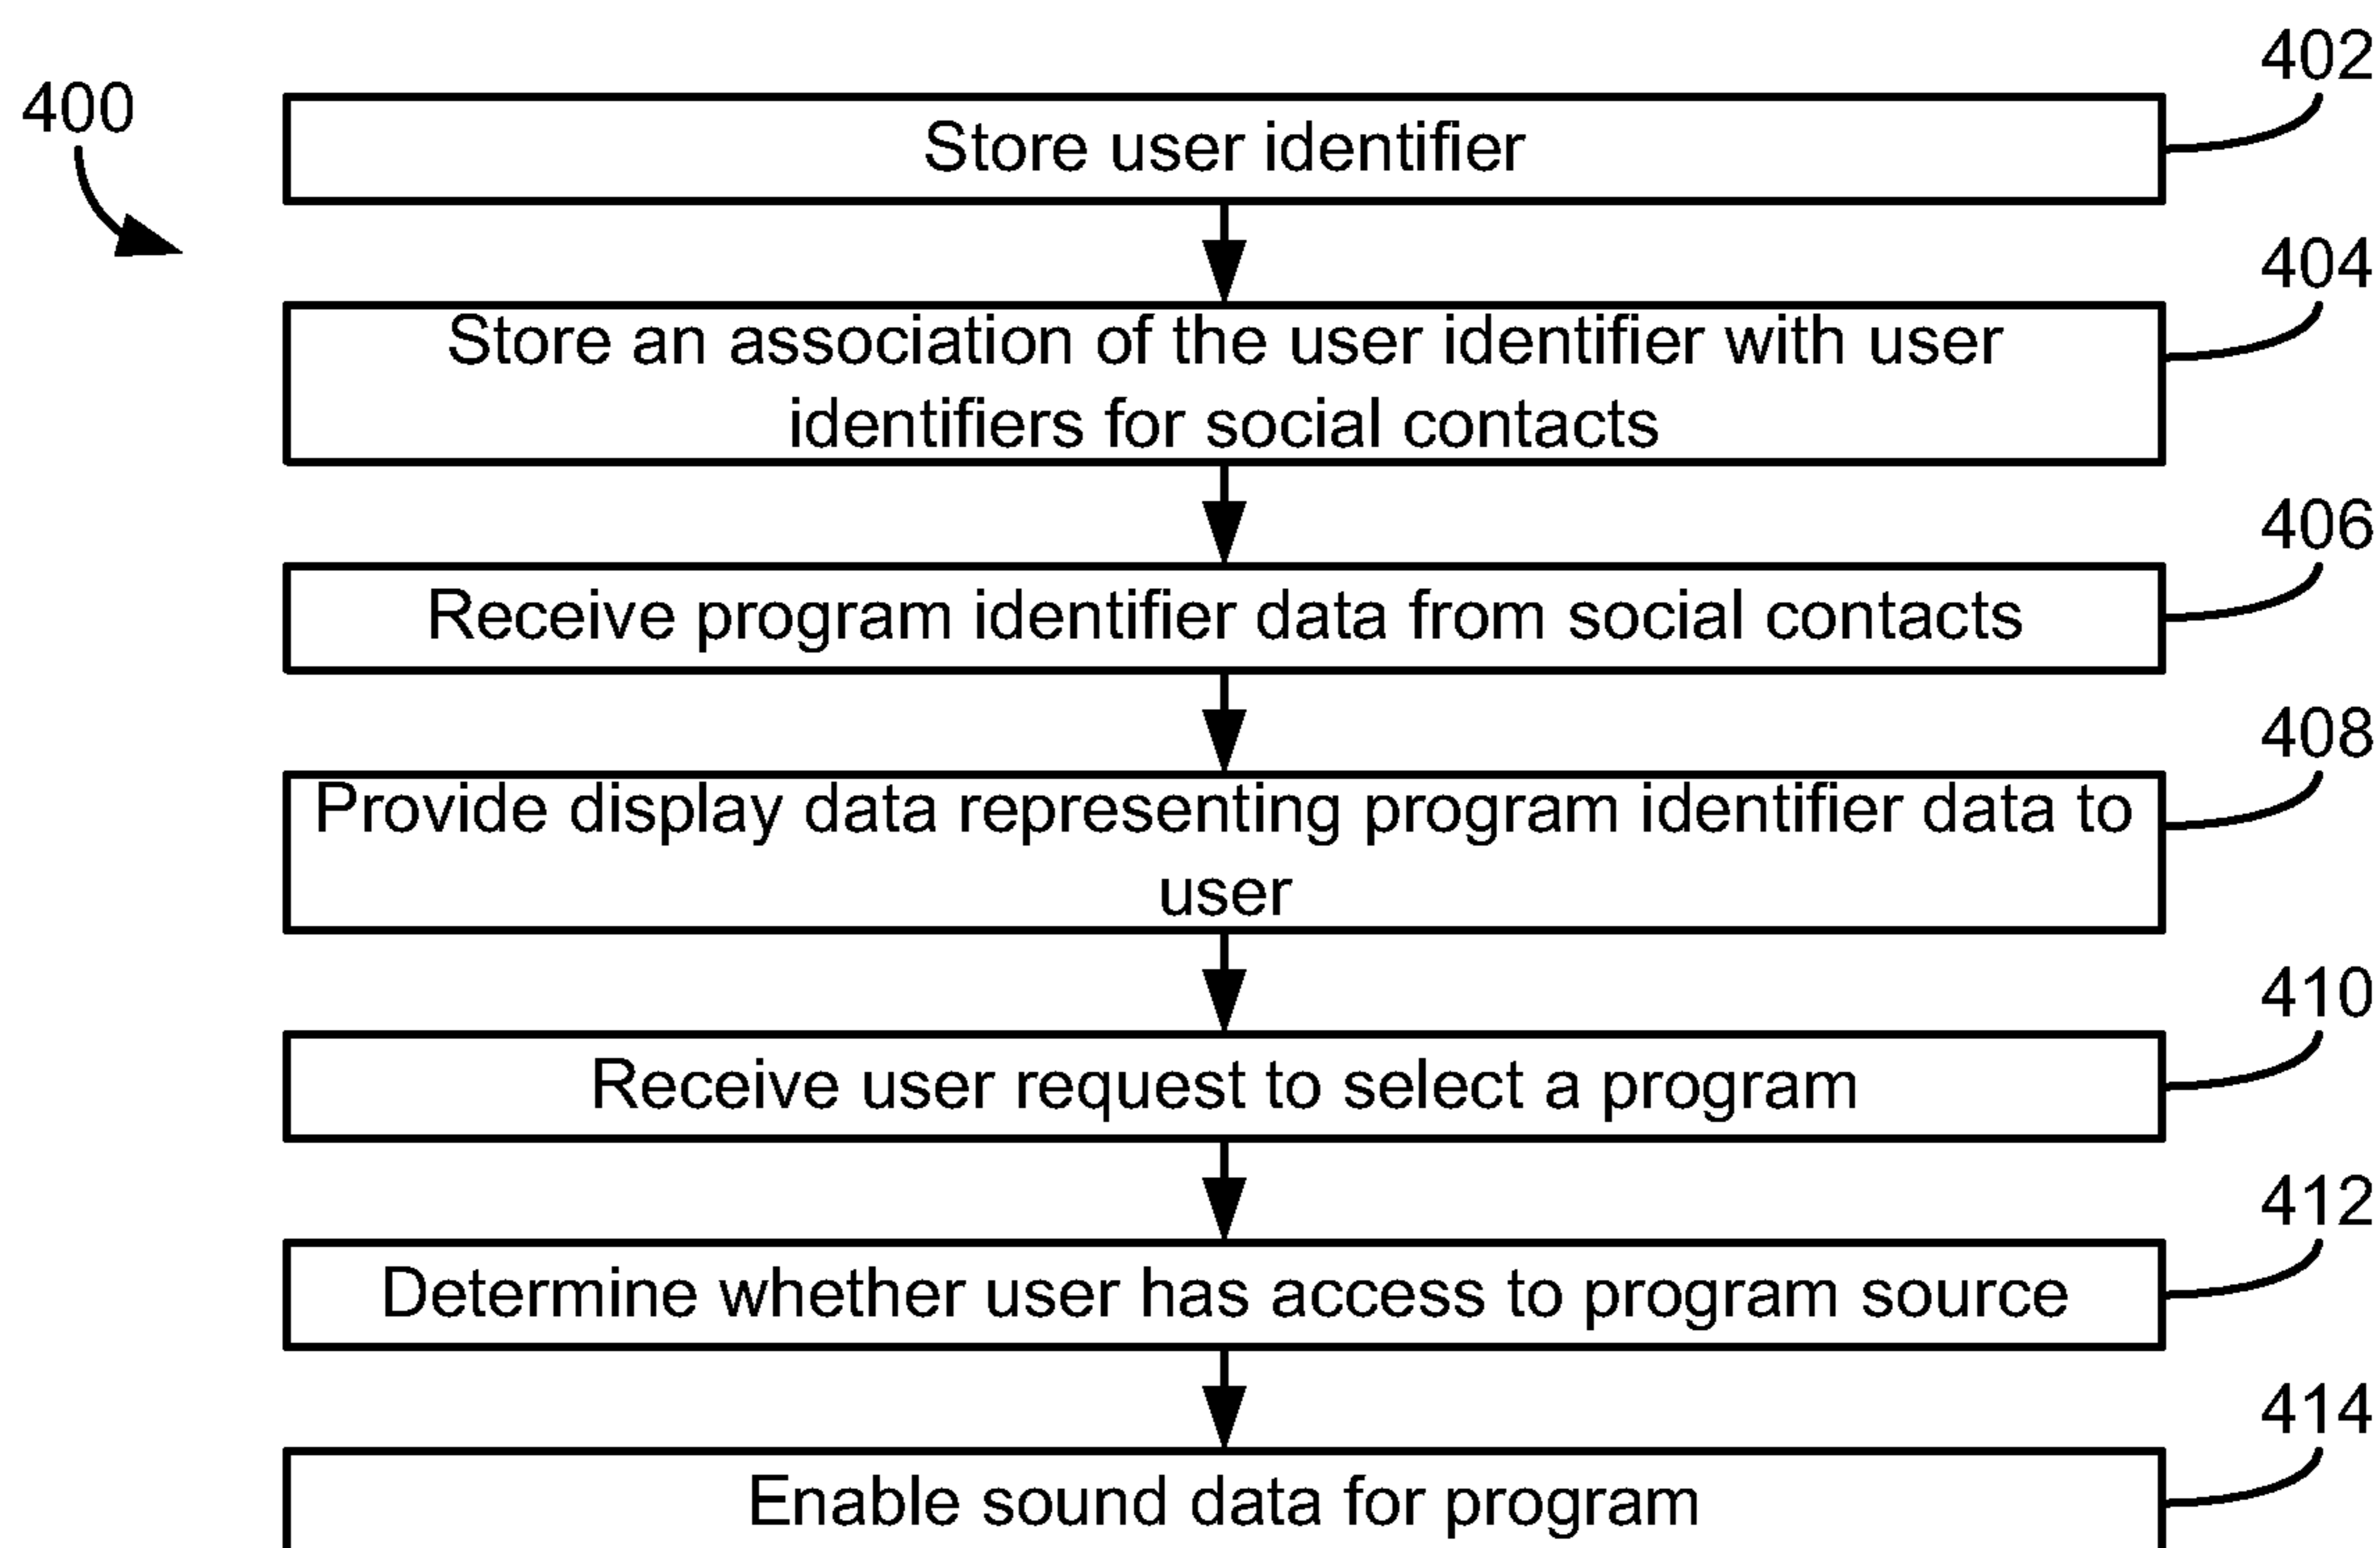 400
402
Store user identifier
404
Store an association of the user identifier with user
identifiers for social contacts
406
Receive program identifier data from social contacts
408
Provide display data representing program identifier data to
user
410
Receive user request to select a program
412
Determine whether user has access to program source
414
Enable sound data for program